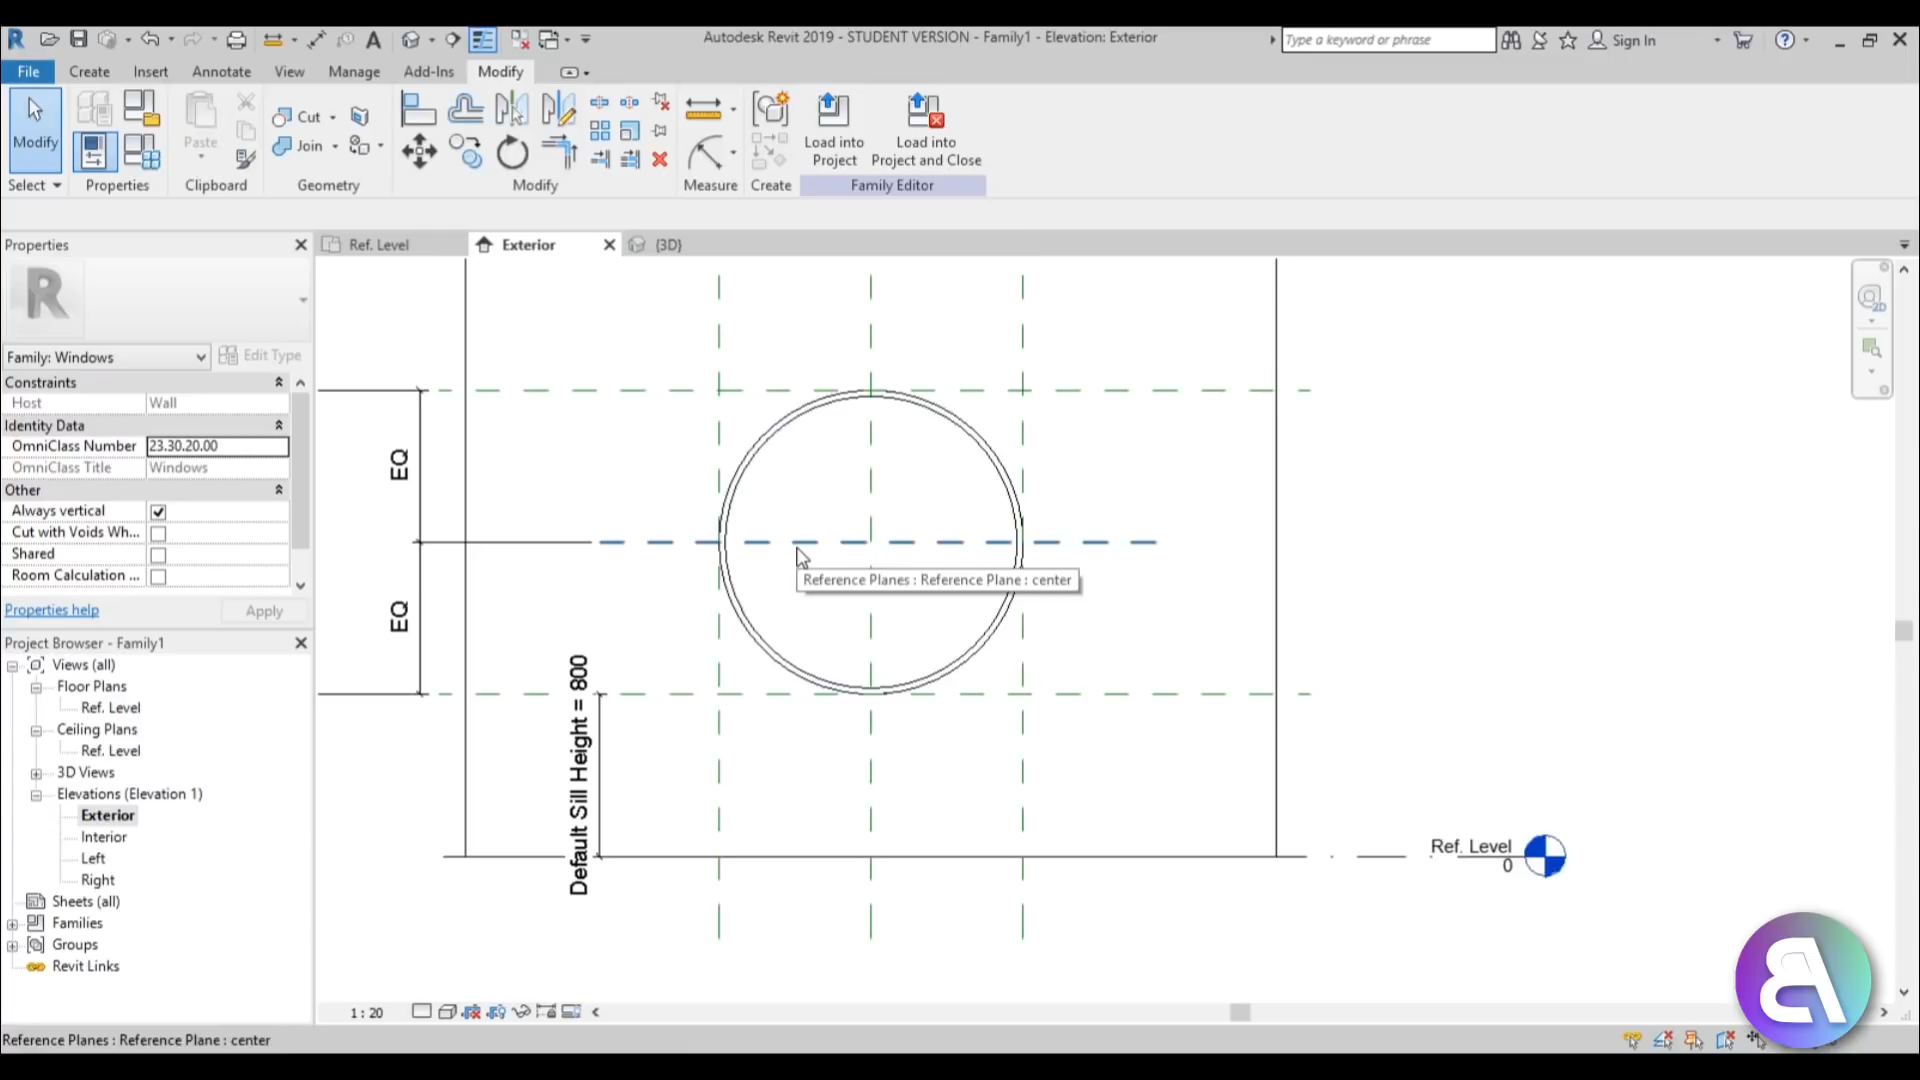 Autodesk Revit 2019 - STUDENT VERSION - Family1 - Elevation: Exterior
Type a keyword or phrase
Sign In
File Create Insert Annotate View Manage Add-Ins Modify
Modify
Paste
Cut
Join
Load into Project
Load into Project and Close
Select Properties Clipboard Geometry Modify Measure Create Family Editor
Properties
Ref. Level
Exterior
{3D}
Family: Windows
Edit Type
Constraints
Host Wall
Identity Data
OmniClass Number 23.30.20.00
OmniClass Title Windows
Other
Always vertical
Cut with Voids Wh...
Shared
Room Calculation ...
Properties help
Apply
Project Browser - Family1
Views (all)
Floor Plans
Ref. Level
Ceiling Plans
Ref. Level
3D Views
Elevations (Elevation 1)
Exterior
Interior
Left
Right
Sheets (all)
Families
Groups
Revit Links
EQ
EQ
Default Sill Height = 800
Reference Planes : Reference Plane : center
Ref. Level
0
2D
1 : 20
Reference Planes : Reference Plane : center